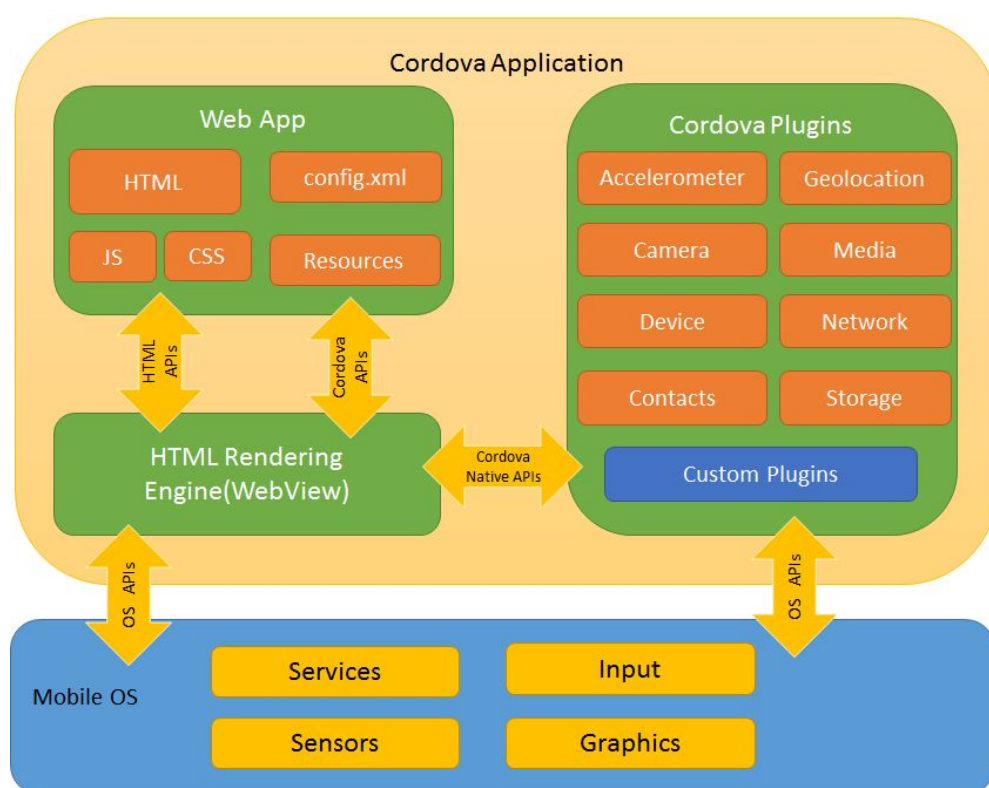 Cordova Application
Web App
HTML
config.xml
JS
CSS
Resources
HTML
APIs
Cordova
APIs
HTML Rendering
Engine(WebView)
Cordova
Native APIs
Cordova Plugins
Accelerometer
Geolocation
Camera
Media
Device
Network
Contacts
Storage
Custom Plugins
OS APIs
OS APIs
Mobile OS
Services
Input
Sensors
Graphics